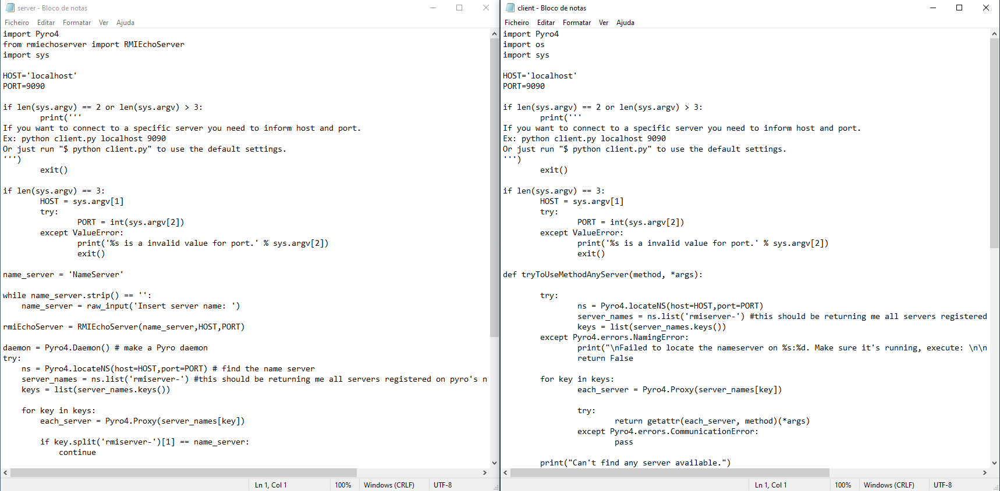 server - Bloco de notas
Ficheiro Editar Formatar Ver Ajuda
import Pyro4
from rmiechoserver import RMIEchoServer
import sys

HOST='localhost'
PORT=9090

if len(sys.argv) == 2 or len(sys.argv) > 3:
        print('''
If you want to connect to a specific server you need to inform host and port.
Ex: python client.py localhost 9090
Or just run "$ python client.py" to use the default settings.
''')
        exit()

if len(sys.argv) == 3:
        HOST = sys.argv[1]
        try:
                PORT = int(sys.argv[2])
        except ValueError:
                print('%s is a invalid value for port.' % sys.argv[2])
                exit()

name_server = 'NameServer'

while name_server.strip() == '':
    name_server = raw_input('Insert server name: ')

rmiEchoServer = RMIEchoServer(name_server,HOST,PORT)

daemon = Pyro4.Daemon() # make a Pyro daemon
try:
    ns = Pyro4.locateNS(host=HOST,port=PORT) # find the name server
    server_names = ns.list('rmiserver-') #this should be returning me all servers registered on pyro's n
    keys = list(server_names.keys())

    for key in keys:
        each_server = Pyro4.Proxy(server_names[key])

        if key.split('rmiserver-')[1] == name_server:
            continue
Ln 1, Col 1 100% Windows (CRLF) UTF-8
client - Bloco de notas
Ficheiro Editar Formatar Ver Ajuda
import Pyro4
import os
import sys

HOST='localhost'
PORT=9090

if len(sys.argv) == 2 or len(sys.argv) > 3:
        print('''
If you want to connect to a specific server you need to inform host and port.
Ex: python client.py localhost 9090
Or just run "$ python client.py" to use the default settings.
''')
        exit()

if len(sys.argv) == 3:
        HOST = sys.argv[1]
        try:
                PORT = int(sys.argv[2])
        except ValueError:
                print('%s is a invalid value for port.' % sys.argv[2])
                exit()

def tryToUseMethodAnyServer(method, *args):

        try:
                ns = Pyro4.locateNS(host=HOST,port=PORT)
                server_names = ns.list('rmiserver-') #this should be returning me all servers registered
                keys = list(server_names.keys())
        except Pyro4.errors.NamingError:
                print("\nFailed to locate the nameserver on %s:%d. Make sure it's running, execute: \n\n
                return False

        for key in keys:
                each_server = Pyro4.Proxy(server_names[key])

                try:
                        return getattr(each_server, method)(*args)
                except Pyro4.errors.CommunicationError:
                        pass

        print("Can't find any server available.")
Ln 1, Col 1 100% Windows (CRLF) UTF-8